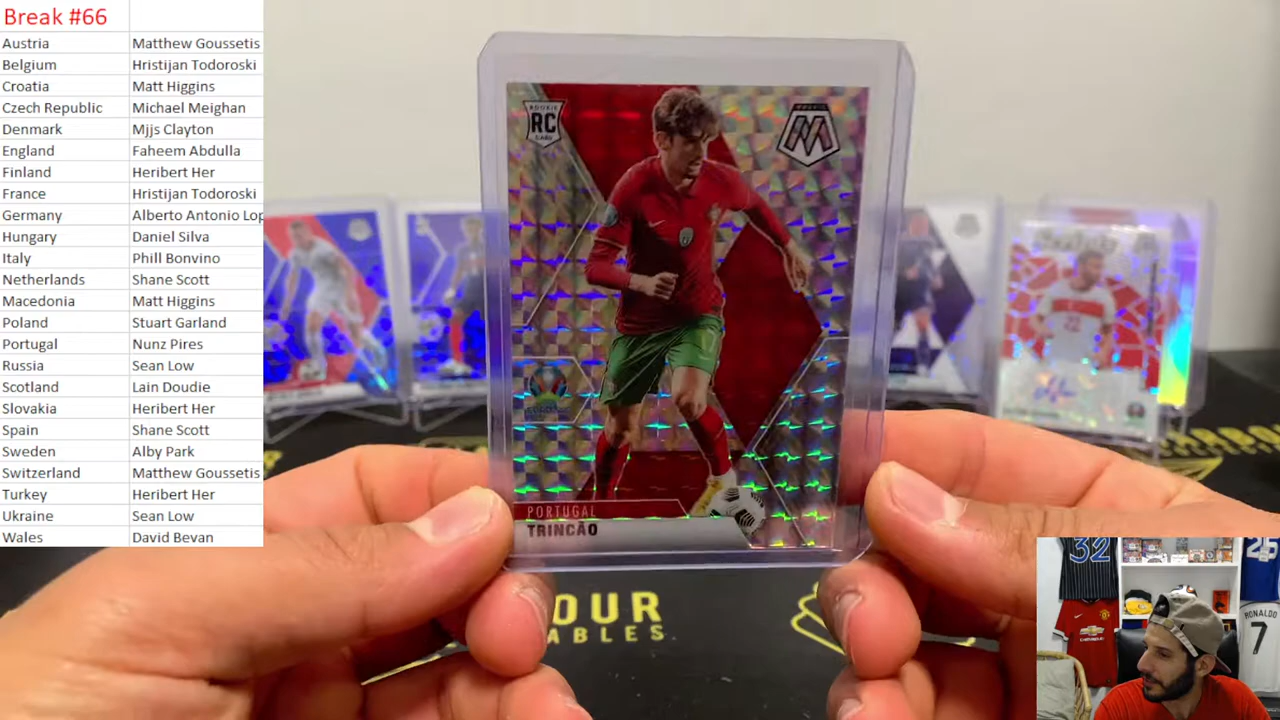 Break #66
Austria Matthew Goussetis
Belgium Hristijan Todoroski
Croatia Matt Higgins
Czech Republic Michael Meighan
Denmark Mjjs Clayton
England Faheem Abdulla
Finland Heribert Her
France Hristijan Todoroski
Germany Alberto Antonio Lop
Hungary Daniel Silva
Italy Phill Bonvino
Netherlands Shane Scott
Macedonia Matt Higgins
Poland Stuart Garland
Portugal Nunz Pires
Russia Sean Low
Scotland Lain Doudie
Slovakia Heribert Her
Spain Shane Scott
Sweden Alby Park
Switzerland Matthew Goussetis
Turkey Heribert Her
Ukraine Sean Low
Wales David Bevan
ROOKIE
RC
CARD
MOSAIC
M
PORTUGAL
TRINCÃO
22
OUR
ABLES
32
RONALDO
7